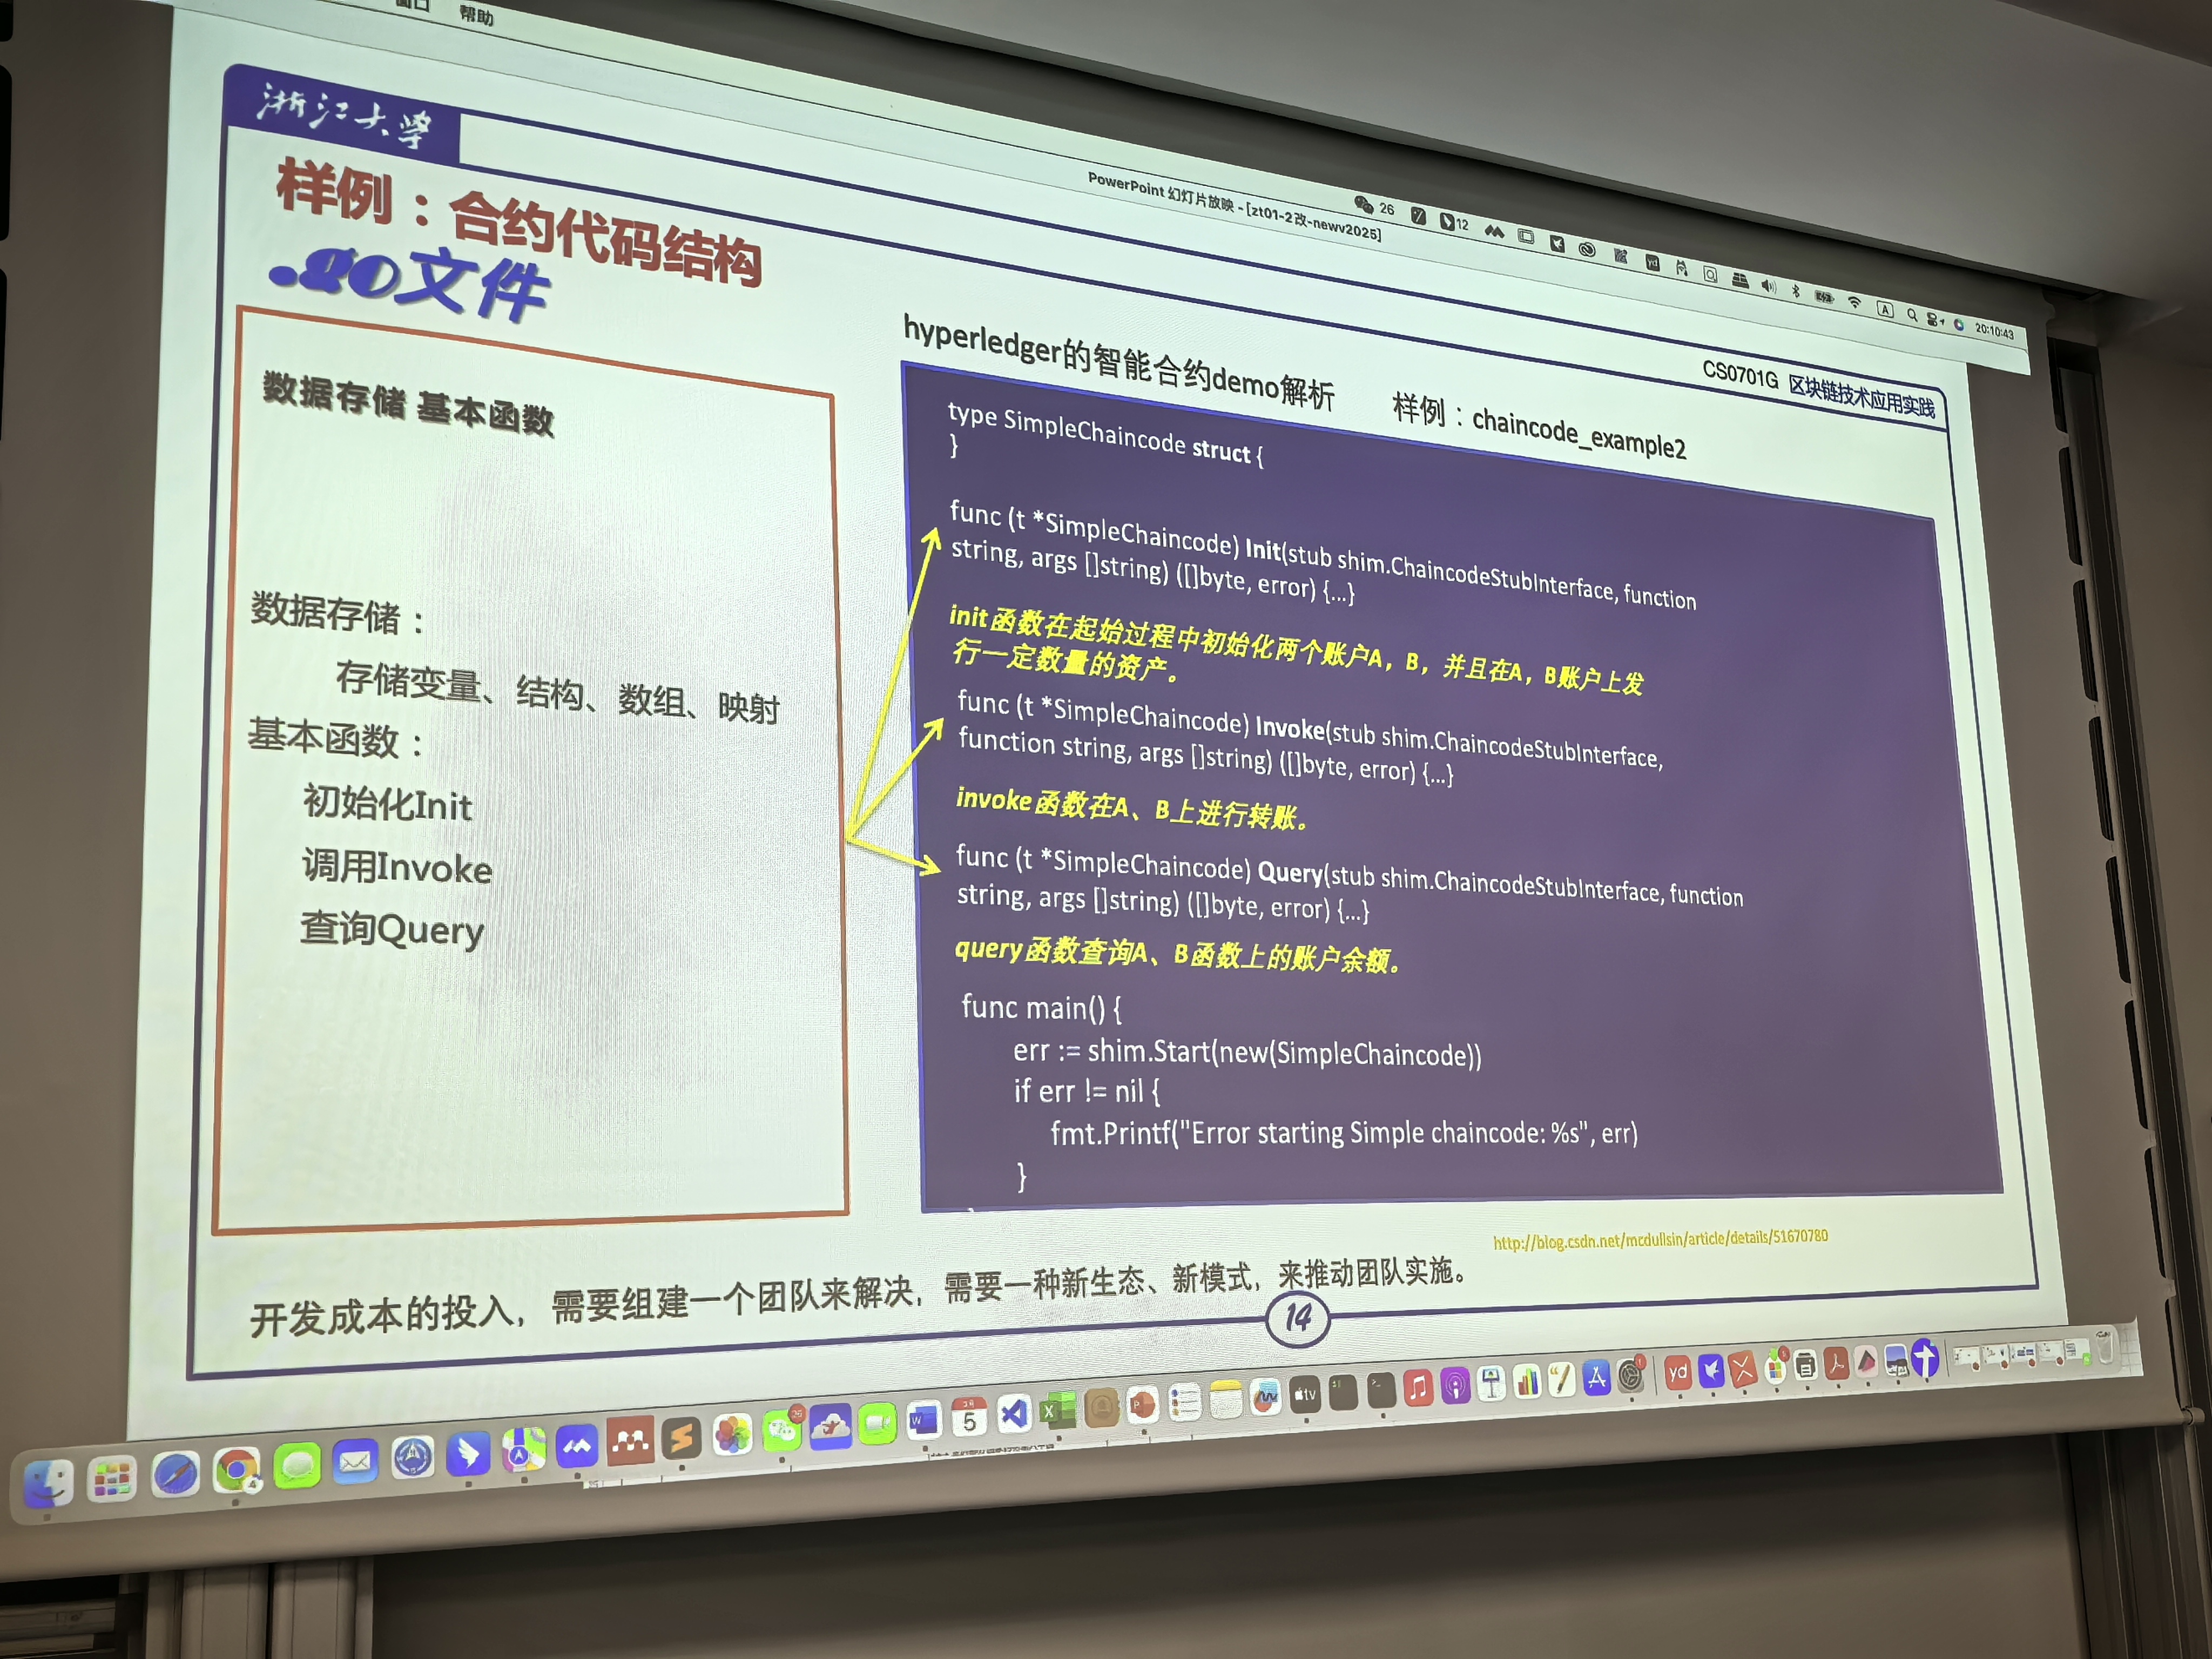 帮助
PowerPoint 幻灯片放映 - [zt01-2改-newv2025]
26
12
20:10:43
浙江大学
CS0701G 区块链技术应用实践
样例：合约代码结构
.go文件
数据存储 基本函数
数据存储：
存储变量、结构、数组、映射
基本函数：
初始化Init
调用Invoke
查询Query
hyperledger的智能合约demo解析 样例：chaincode_example2
type SimpleChaincode struct {
}
func (t *SimpleChaincode) Init(stub shim.ChaincodeStubInterface, function
string, args []string) ([]byte, error) {...}
init函数在起始过程中初始化两个账户A，B，并且在A，B账户上发
行一定数量的资产。
func (t *SimpleChaincode) Invoke(stub shim.ChaincodeStubInterface,
function string, args []string) ([]byte, error) {...}
invoke函数在A、B上进行转账。
func (t *SimpleChaincode) Query(stub shim.ChaincodeStubInterface, function
string, args []string) ([]byte, error) {...}
query函数查询A、B函数上的账户余额。
func main() {
err := shim.Start(new(SimpleChaincode))
if err != nil {
fmt.Printf("Error starting Simple chaincode: %s", err)
}
http://blog.csdn.net/mcdullsin/article/details/51670780
开发成本的投入，需要组建一个团队来解决，需要一种新生态、新模式，来推动团队实施。
14
5
tv
yd